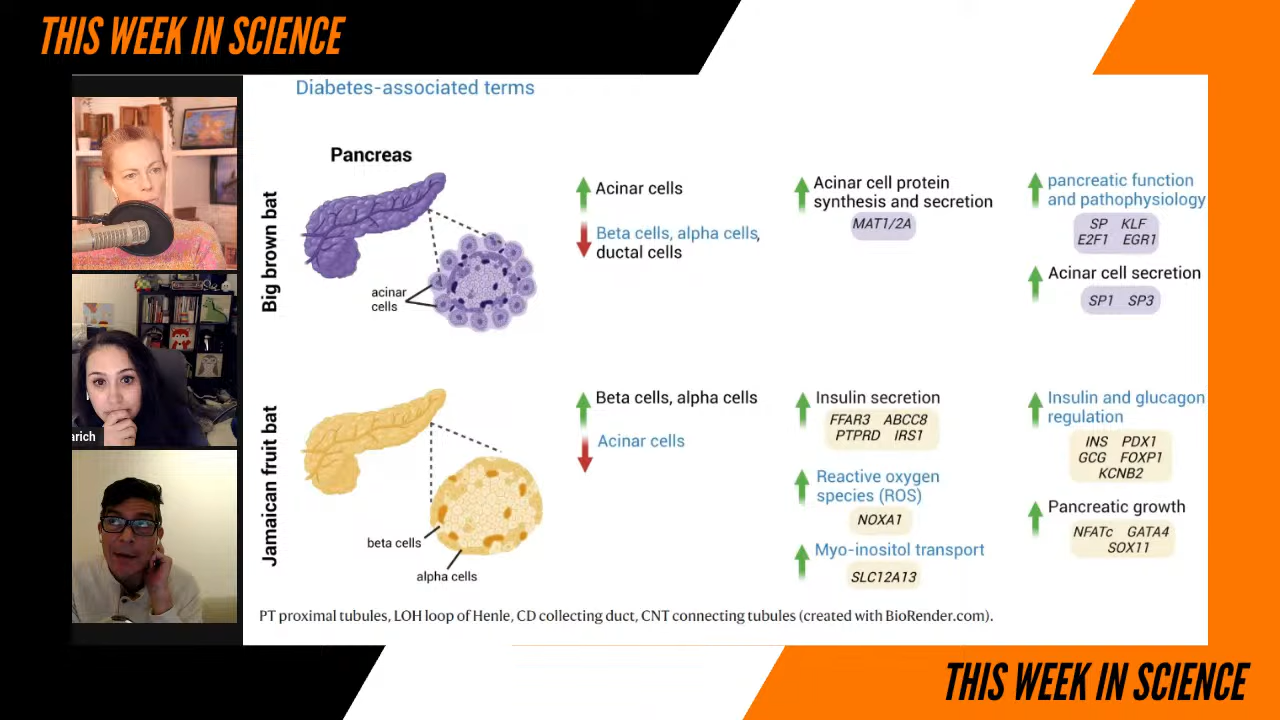 THIS WEEK IN SCIENCE
Diabetes-associated terms
Pancreas
Big brown bat
acinar
cells
Acinar cells
Beta cells, alpha cells,
ductal cells
Acinar cell protein
synthesis and secretion
MAT1/2A
pancreatic function
and pathophysiology
SP KLF
E2F1 EGR1
Acinar cell secretion
SP1 SP3
Jamaican fruit bat
beta cells
alpha cells
Beta cells, alpha cells
Acinar cells
Insulin secretion
FFAR3 ABCC8
PTPRD IRS1
Reactive oxygen
species (ROS)
NOXA1
Myo-inositol transport
SLC12A13
Insulin and glucagon
regulation
INS PDX1
GCG FOXP1
KCNB2
Pancreatic growth
NFATc GATA4
SOX11
arich
PT proximal tubules, LOH loop of Henle, CD collecting duct, CNT connecting tubules (created with BioRender.com).
THIS WEEK IN SCIENCE